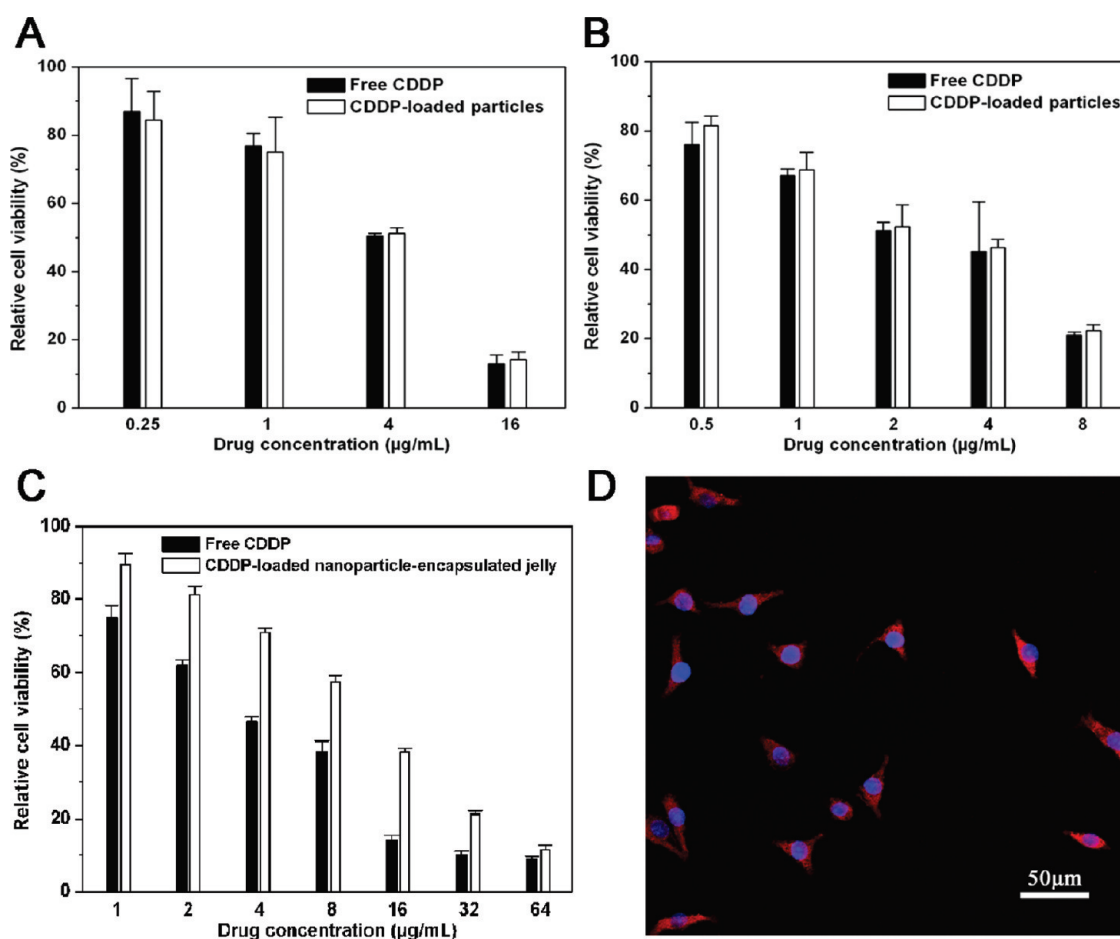 A
Free CDDP
CDDP-loaded particles
Relative cell viability (%)
100
80
60
40
20
0
0.25 1 4 16
Drug concentration (µg/mL)
B
Free CDDP
CDDP-loaded particles
Relative cell viability (%)
100
80
60
40
20
0
0.5 1 2 4 8
Drug concentration (µg/mL)
C
Free CDDP
CDDP-loaded nanoparticle-encapsulated jelly
Relative cell viability (%)
100
80
60
40
20
0
1 2 4 8 16 32 64
Drug concentration (µg/mL)
D
50µm